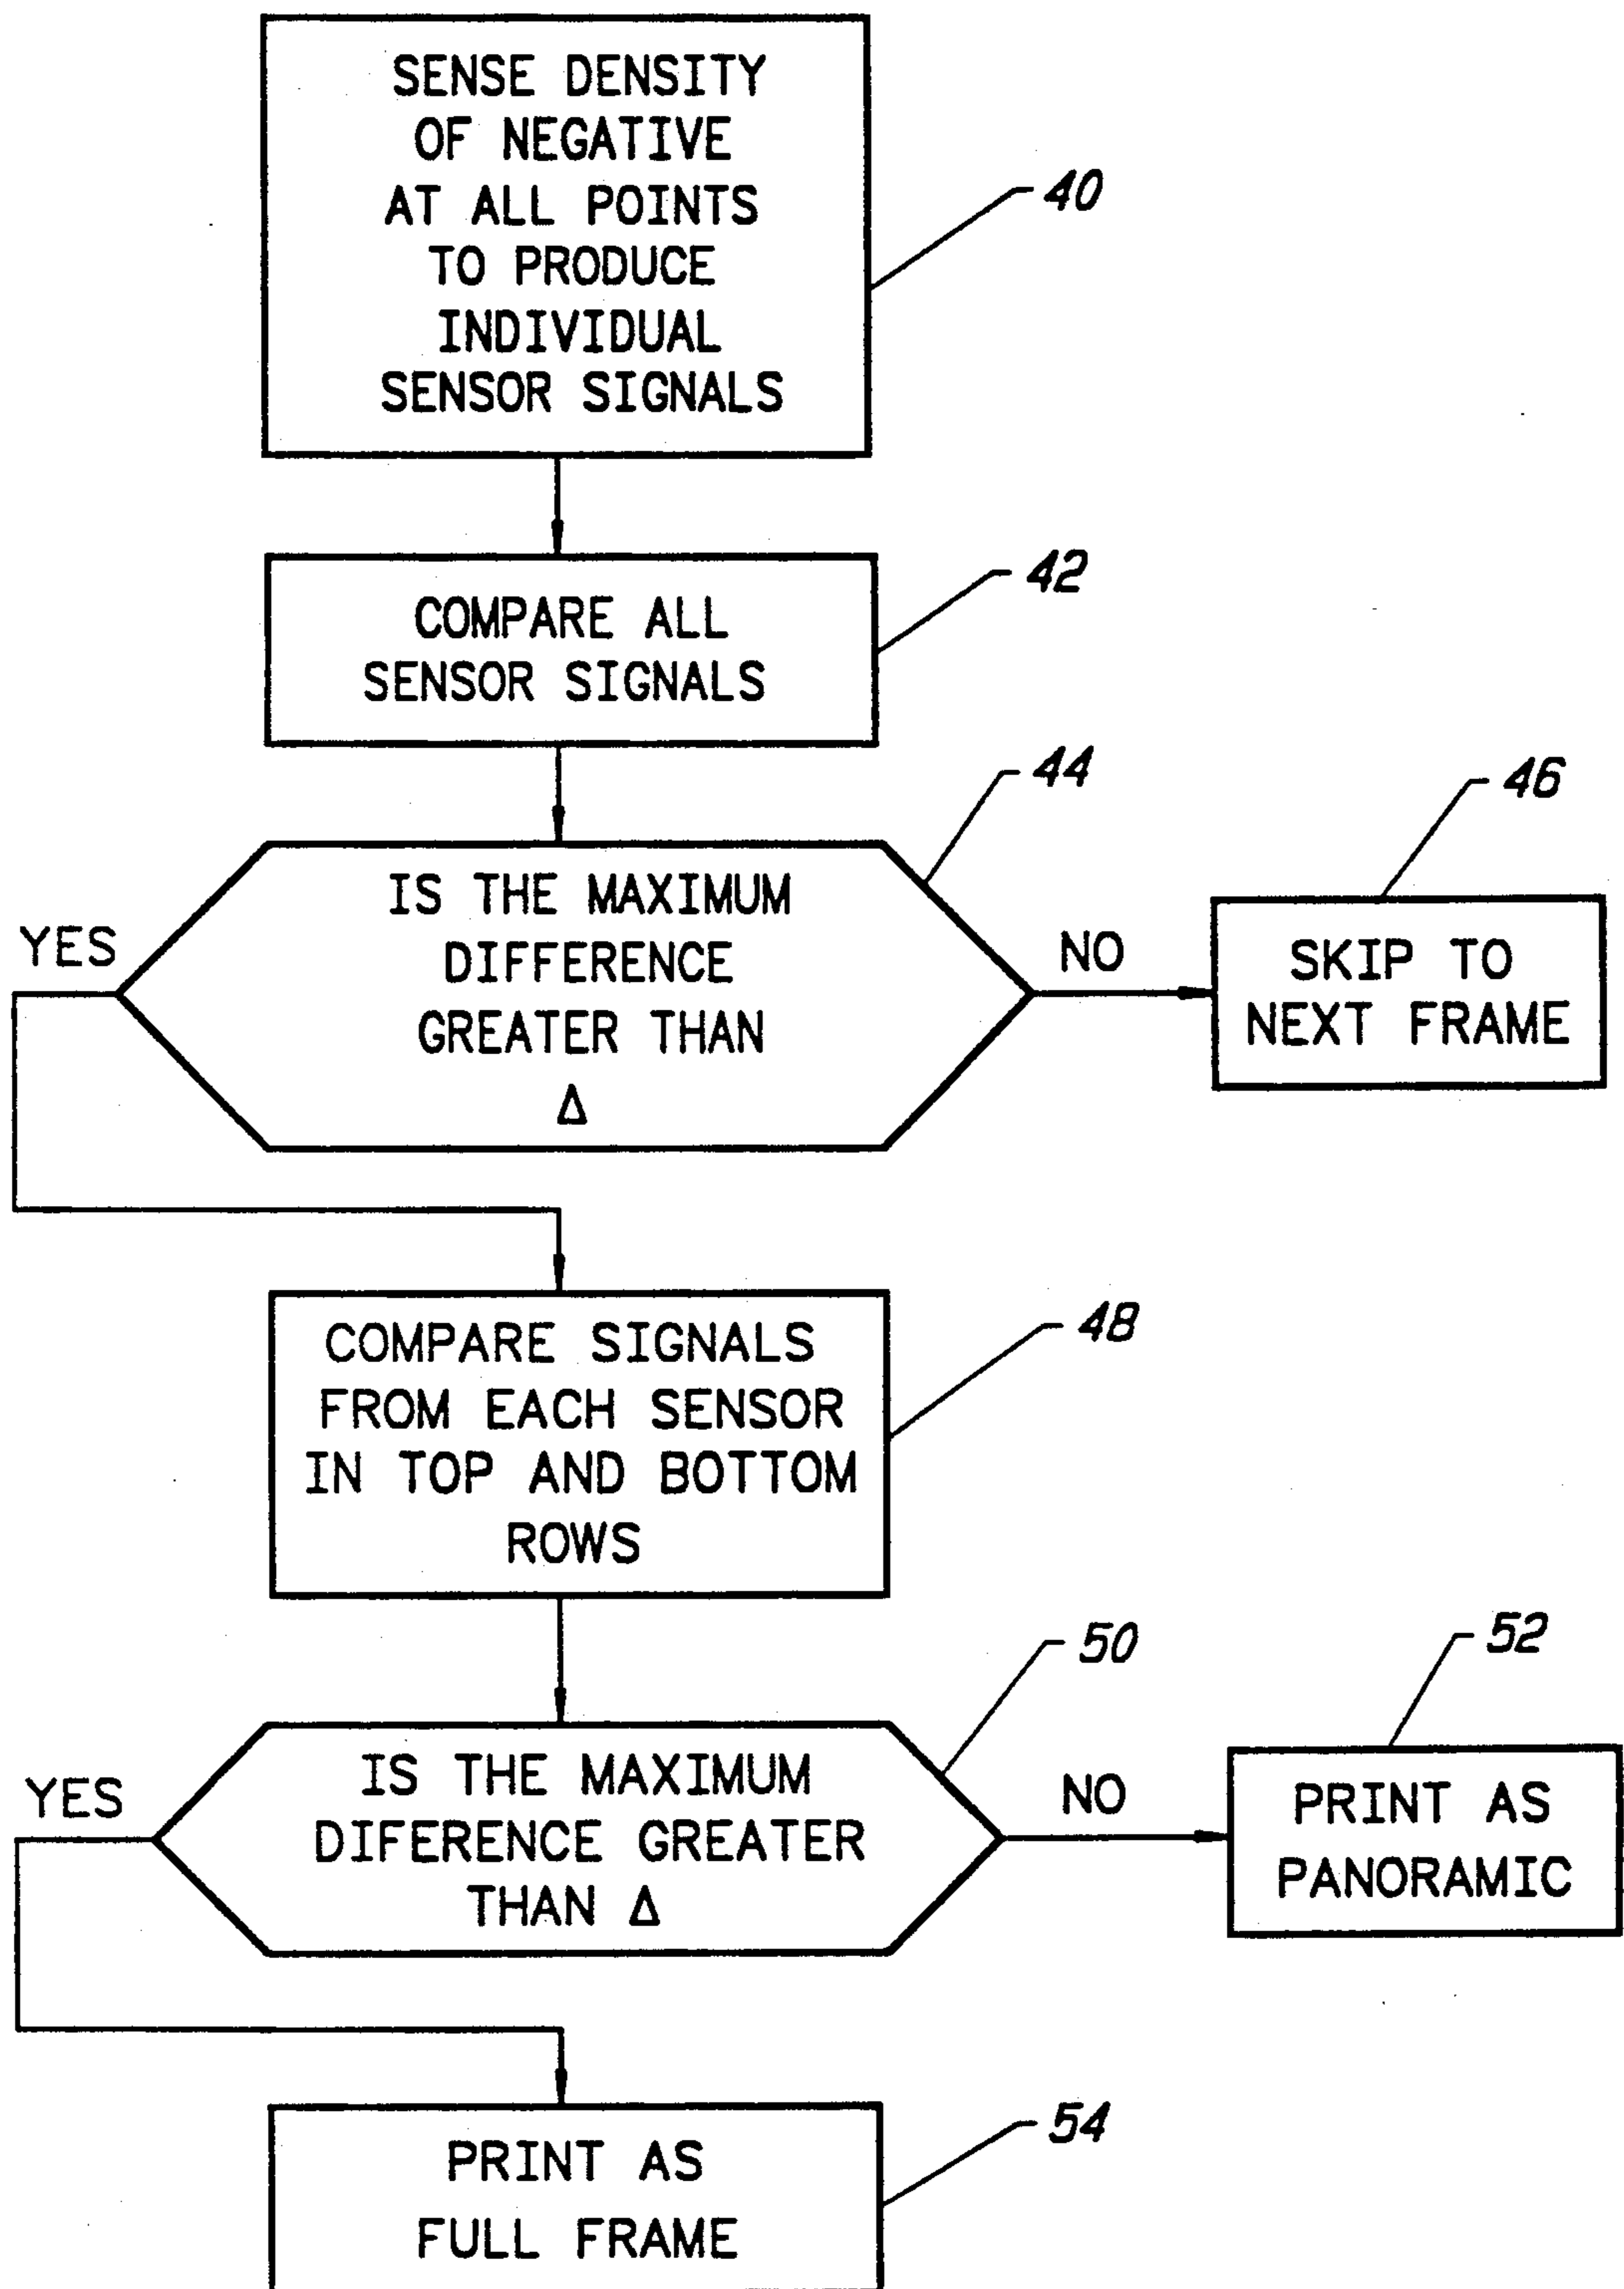 SENSE DENSITY
OF NEGATIVE
AT ALL POINTS
TO PRODUCE
INDIVIDUAL
SENSOR SIGNALS
40
COMPARE ALL
SENSOR SIGNALS
42
IS THE MAXIMUM
DIFFERENCE
GREATER THAN
Δ
44
YES
NO
SKIP TO
NEXT FRAME
46
COMPARE SIGNALS
FROM EACH SENSOR
IN TOP AND BOTTOM
ROWS
48
IS THE MAXIMUM
DIFERENCE GREATER
THAN Δ
50
YES
NO
PRINT AS
PANORAMIC
52
PRINT AS
FULL FRAME
54